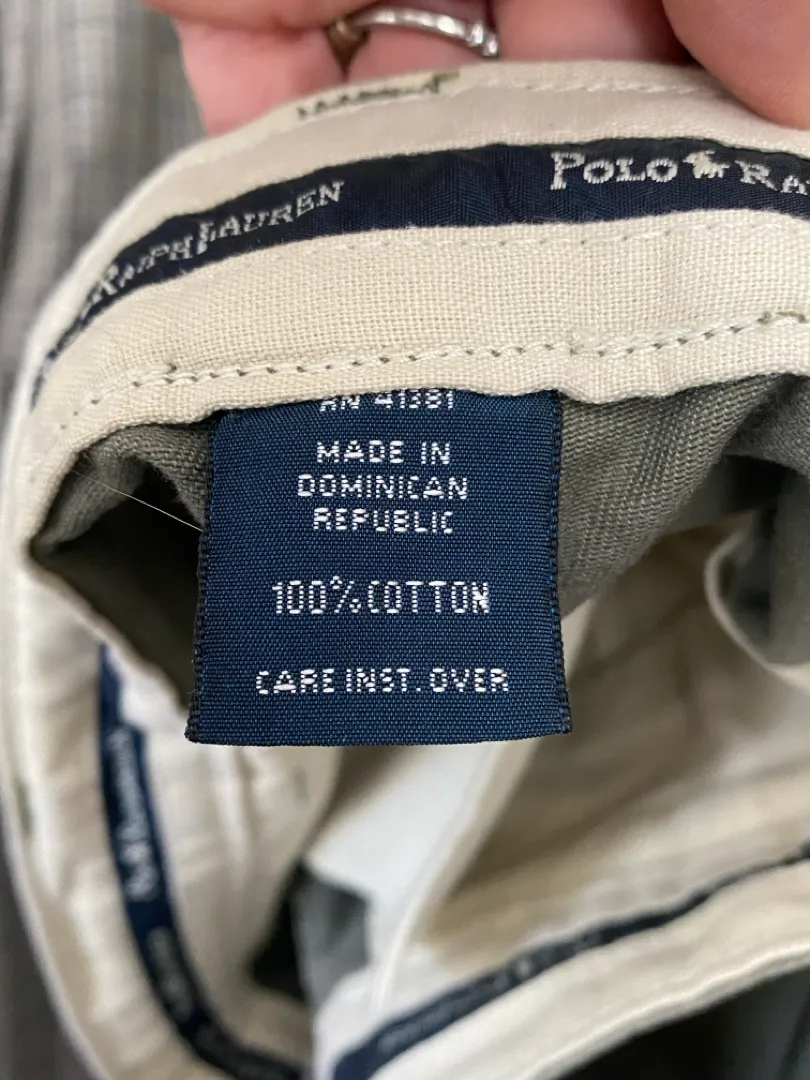 POLO RA
RALPH LAUREN
RN 41381
MADE IN
DOMINICAN
REPUBLIC
100% COTTON
CARE INST. OVER